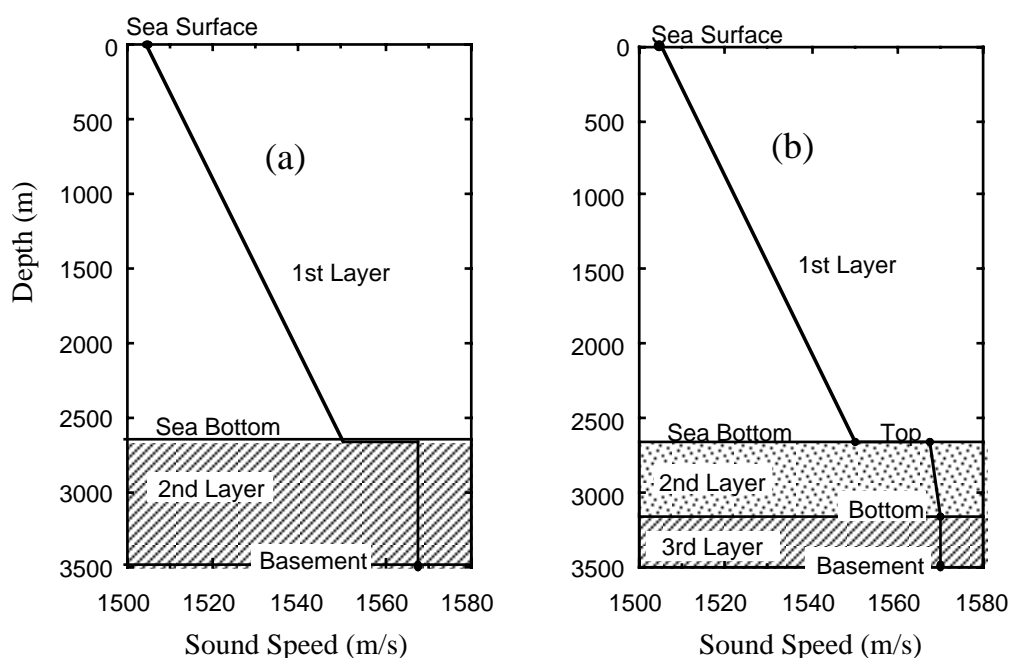 Sea Surface
0
500
1000
1500
2000
2500
3000
3500
Depth (m)
(a)
1st Layer
Sea Bottom
2nd Layer
Basement
1500 1520 1540 1560 1580
Sound Speed (m/s)
Sea Surface
0
500
1000
1500
2000
2500
3000
3500
(b)
1st Layer
Sea Bottom Top
2nd Layer
Bottom
3rd Layer
Basement
1500 1520 1540 1560 1580
Sound Speed (m/s)